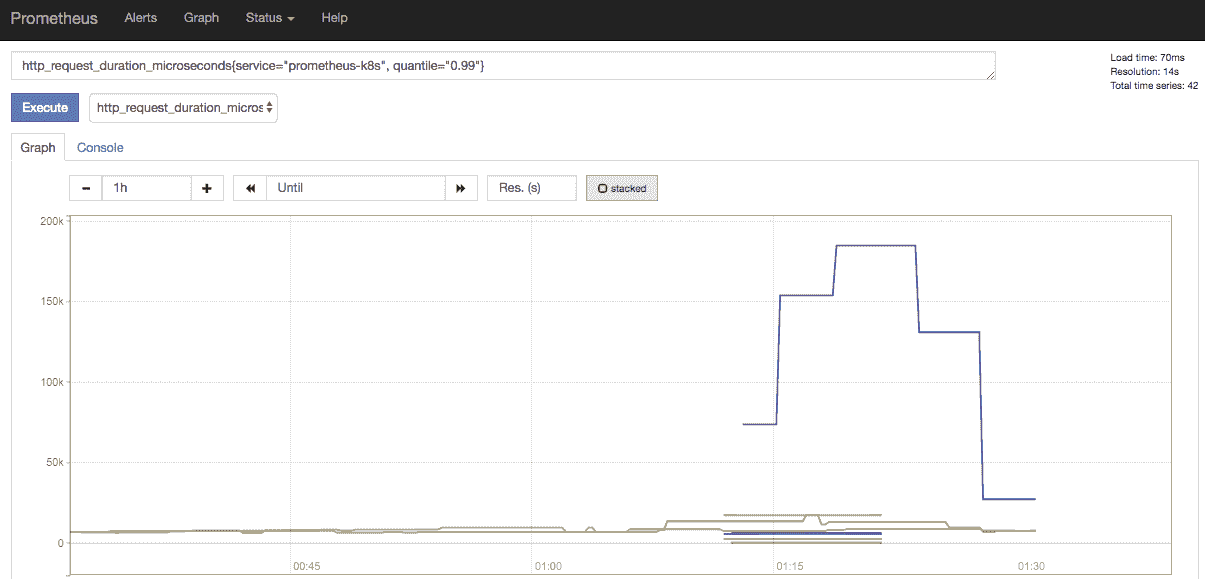 Prometheus Alerts Graph Status Help
http_request_duration_microseconds{service="prometheus-k8s", quantile="0.99"}
Load time: 70ms
Resolution: 14s
Total time series: 42
Execute http_request_duration_micros
Graph Console
- 1h + Until Res. (s) stacked
200k
150k
100k
50k
0
00:45 01:00 01:15 01:30